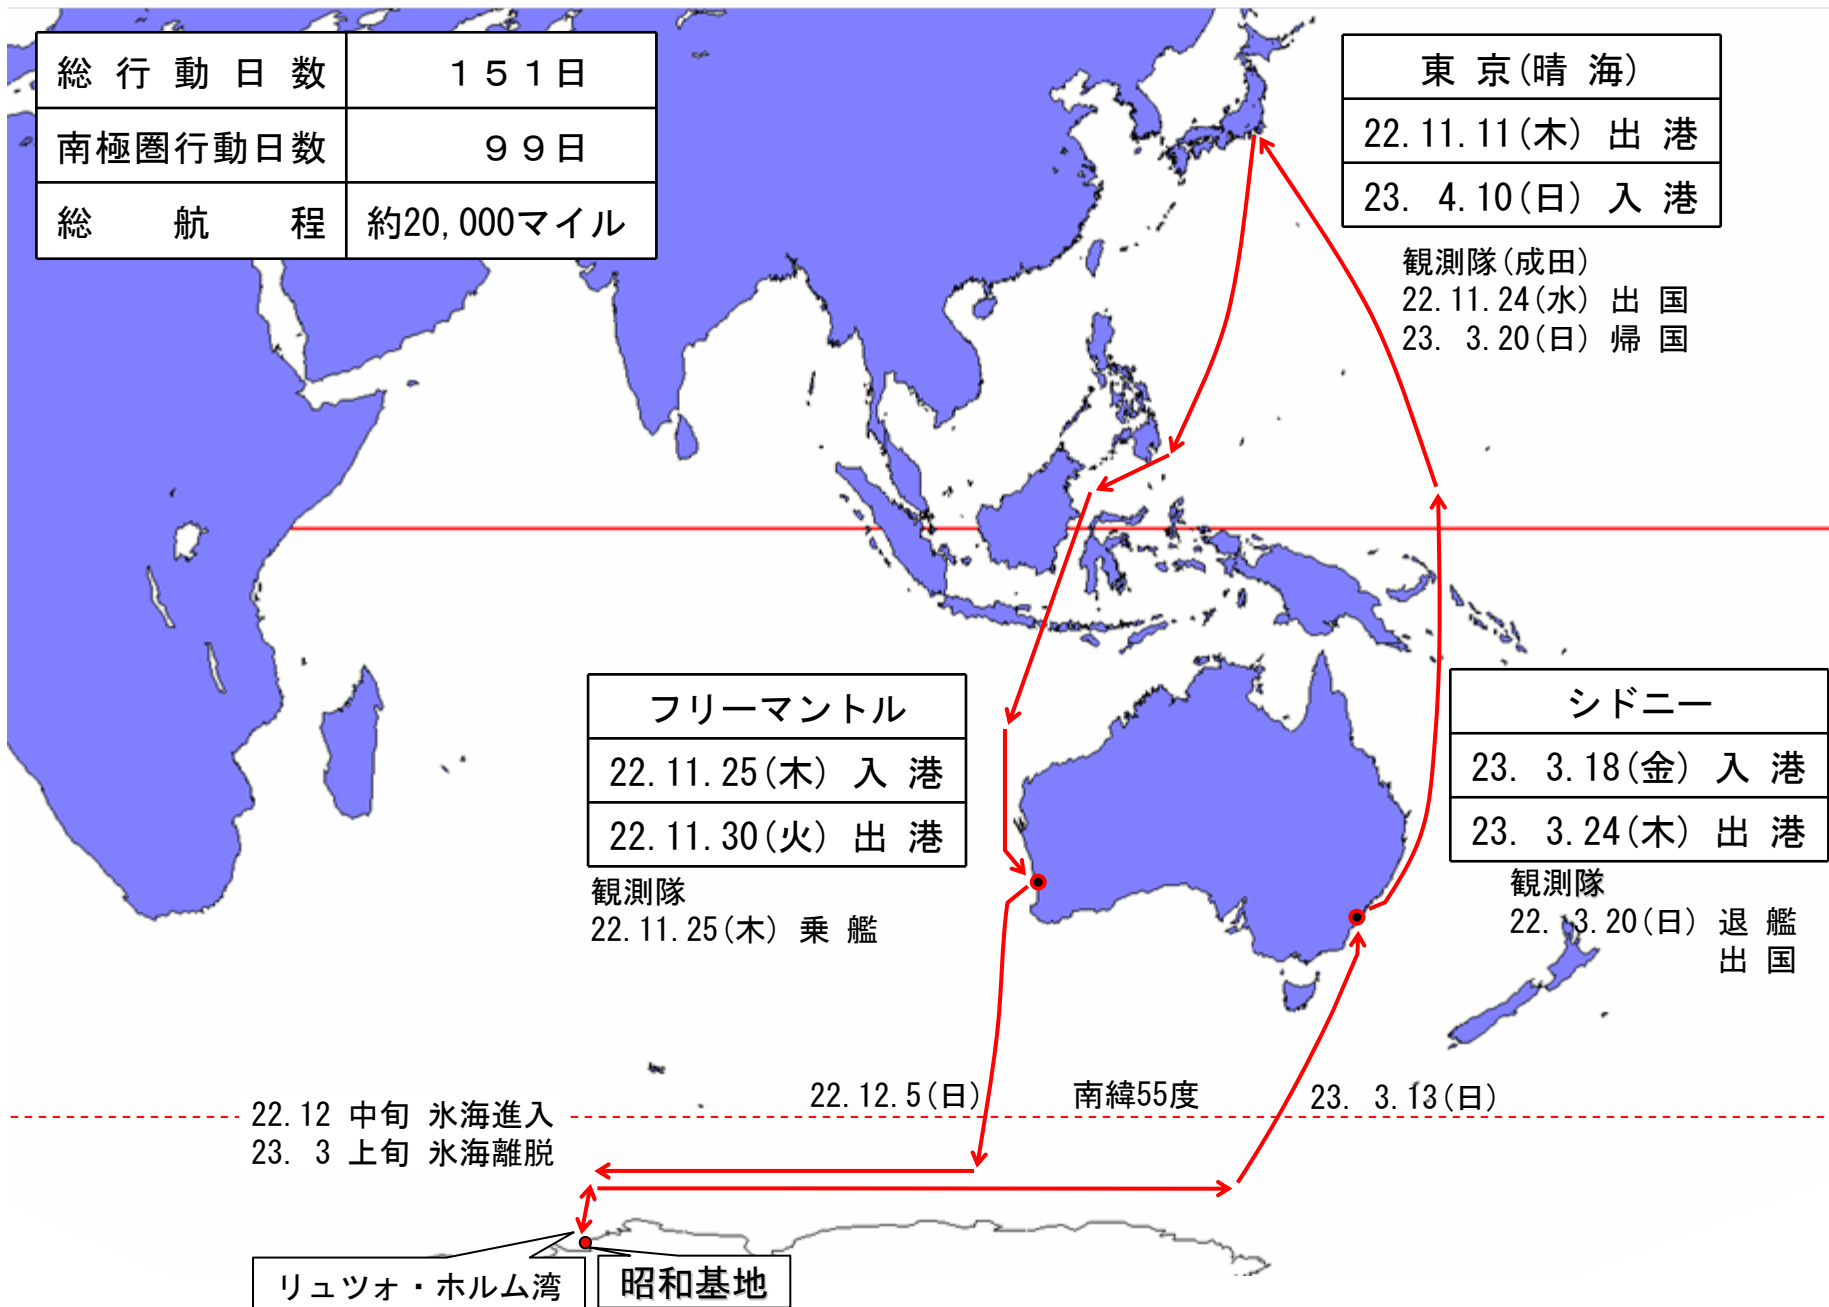 総行動日数 １５１日
南極圏行動日数 ９９日
総航程 約20,000マイル
東京(晴海)
22.11.11(木) 出港
23. 4.10(日) 入港
観測隊(成田)
22.11.24(水) 出国
23. 3.20(日) 帰国
フリーマントル
22.11.25(木) 入港
22.11.30(火) 出港
観測隊
22.11.25(木) 乗艦
シドニー
23. 3.18(金) 入港
23. 3.24(木) 出港
観測隊
22. 3.20(日) 退艦
出国
22.12.5(日)
南緯55度
23. 3.13(日)
22.12 中旬 氷海進入
23. 3 上旬 氷海離脱
リュツォ・ホルム湾
昭和基地